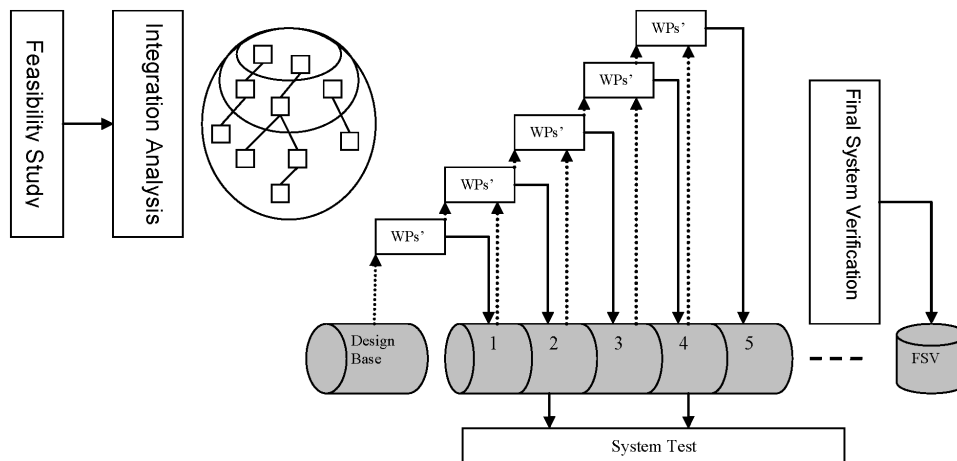 Feasibility Study
Integration Analysis
WPs’
WPs’
WPs’
WPs’
WPs’
Final System Verification
Design
Base
1
2
3
4
5
FSV
System Test